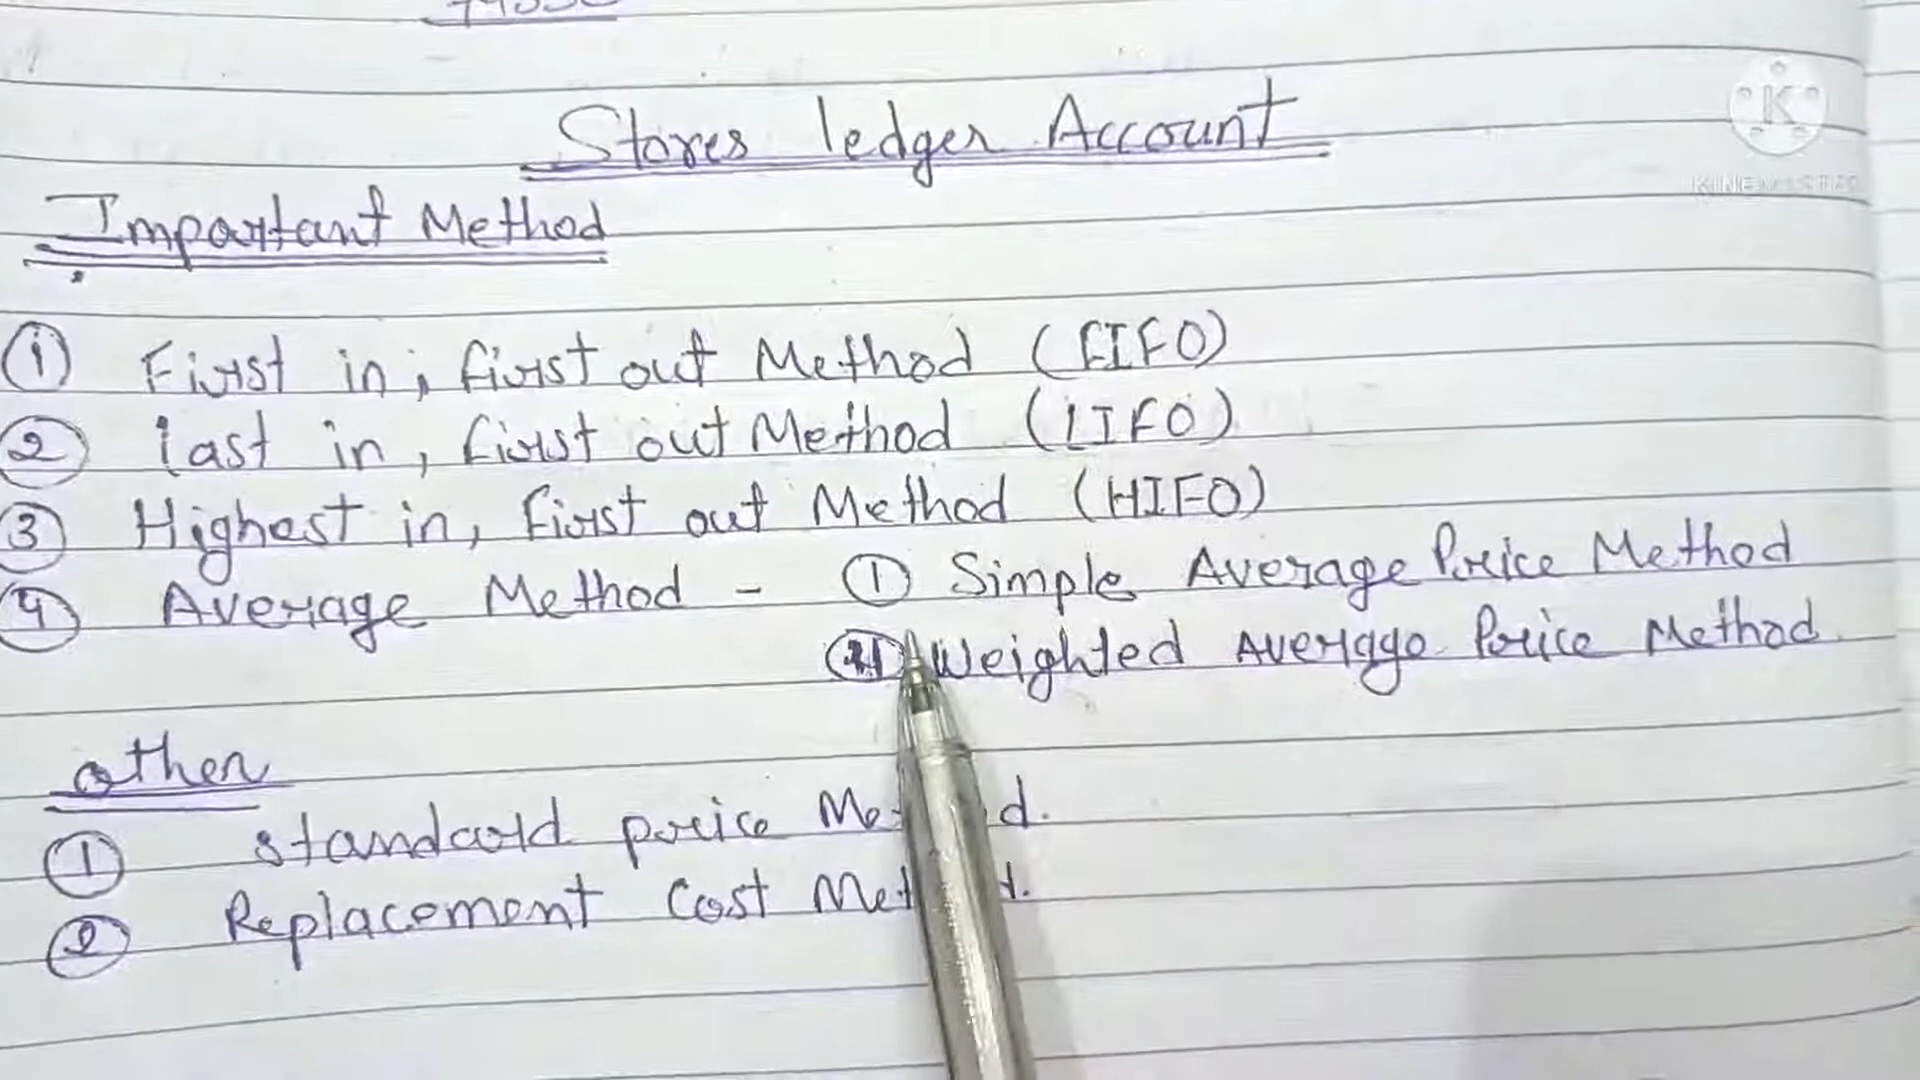 Stores ledger Account
Important Method
① First in, first out Method (FIFO)
② last in, first out Method (LIFO)
③ Highest in, first out Method (HIFO)
④ Average Method - ① Simple Average Price Method
Weighted Average Price Method
other
① standard price
② Replacement Cost
K
KINEMASTER